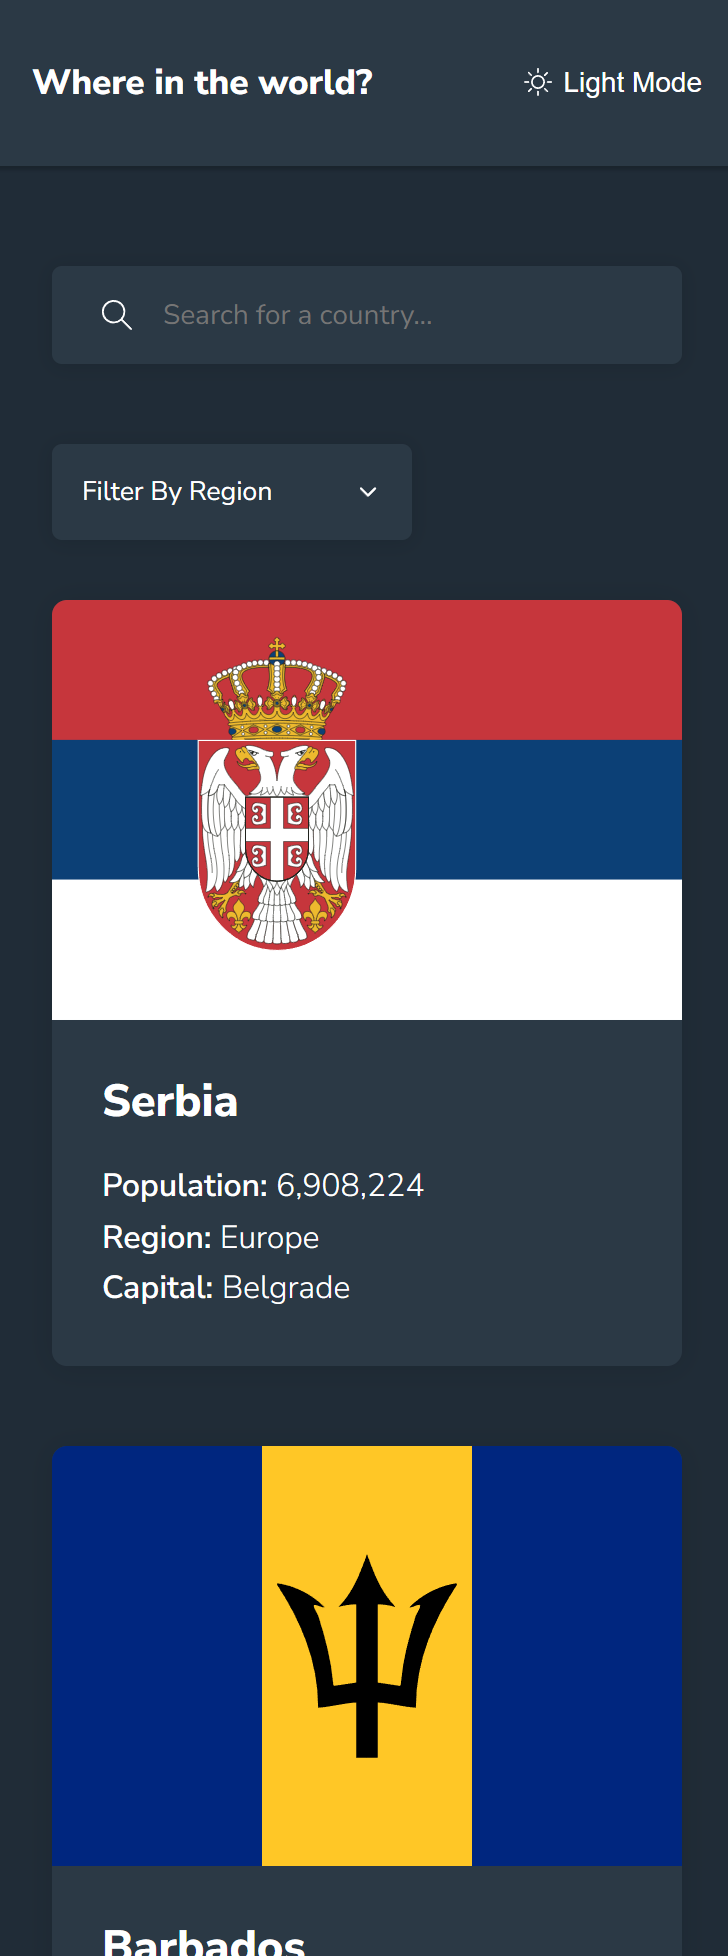 Where in the world?
Light Mode
Search for a country...
Filter By Region
Serbia
Population: 6,908,224
Region: Europe
Capital: Belgrade
Barbados